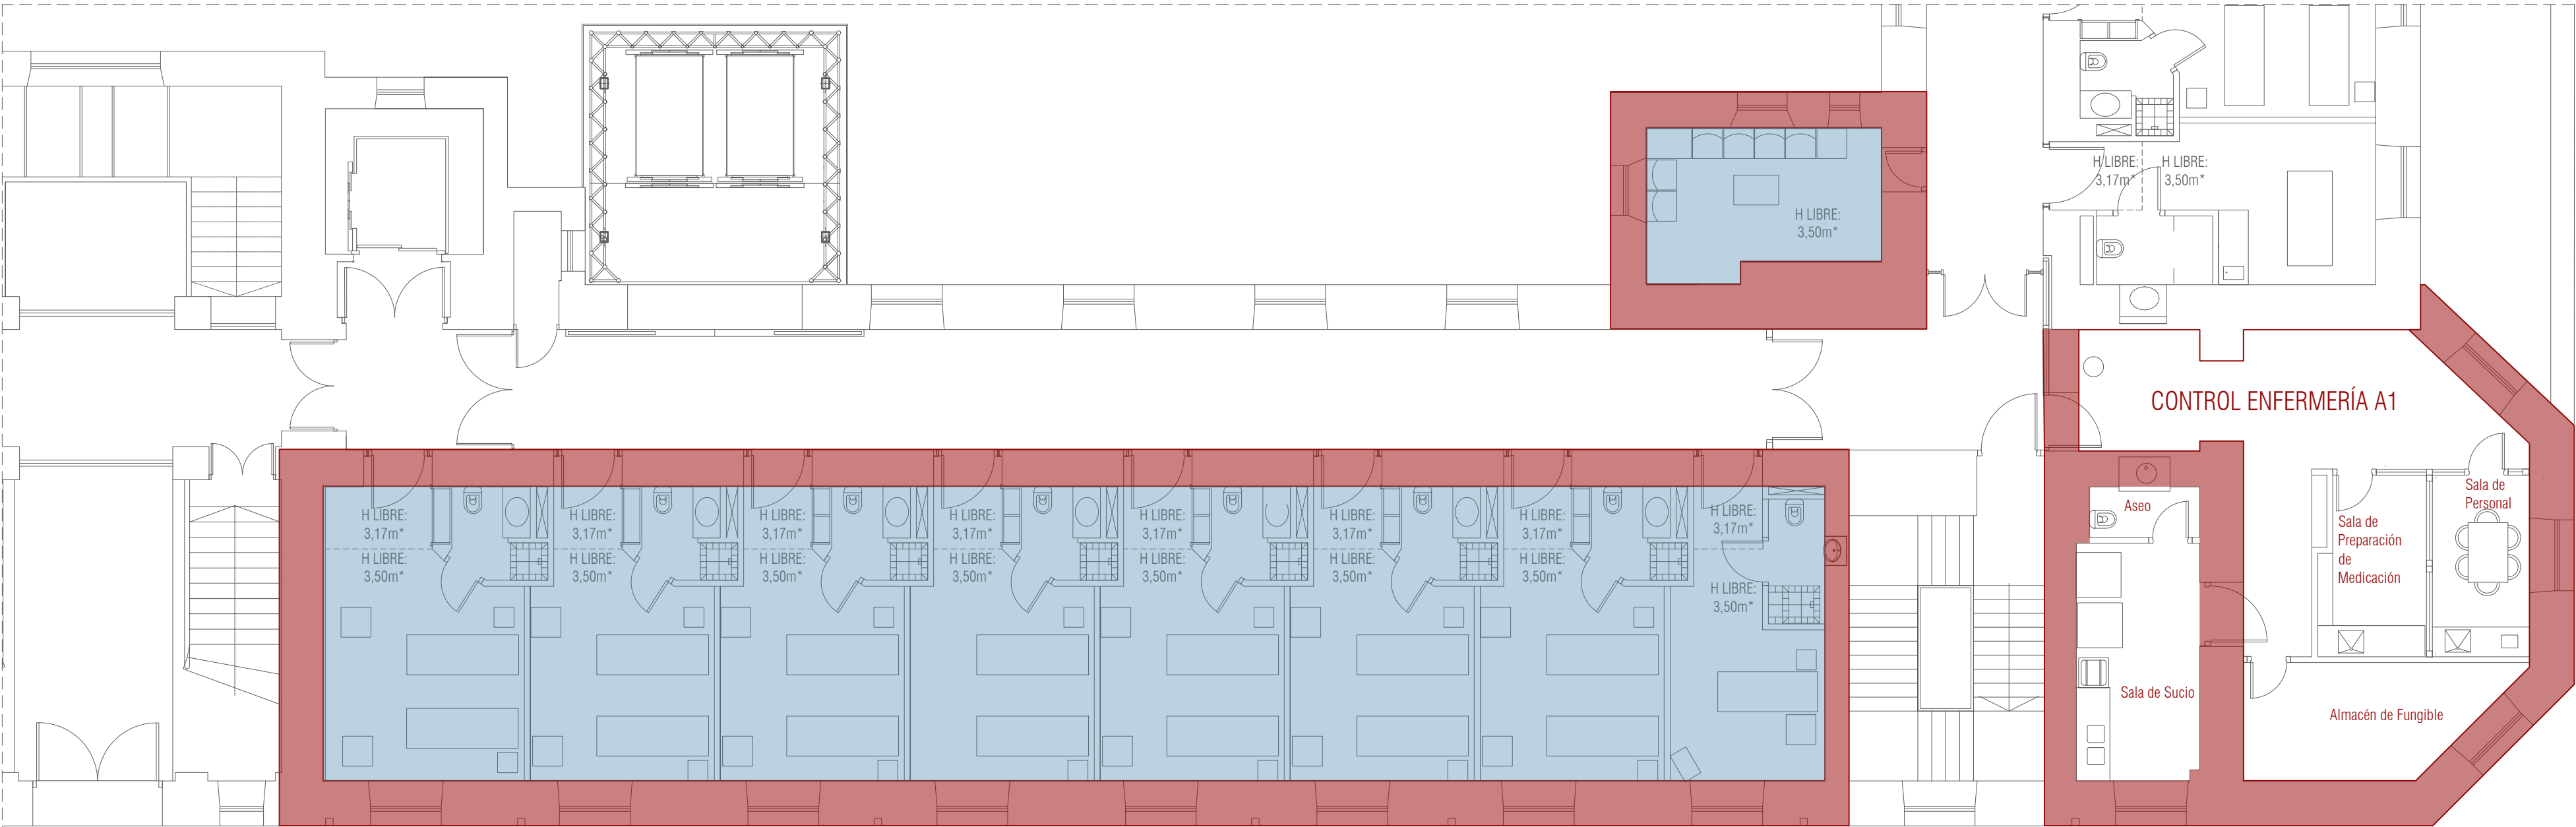 H LIBRE:
3,17m*
H LIBRE:
3,50m*
H LIBRE:
3,50m*
CONTROL ENFERMERÍA A1
Sala de
Personal
Aseo
Sala de
Preparación
de
Medicación
Sala de Sucio
Almacén de Fungible
H LIBRE:
3,17m*
H LIBRE:
3,50m*
H LIBRE:
3,17m*
H LIBRE:
3,50m*
H LIBRE:
3,17m*
H LIBRE:
3,50m*
H LIBRE:
3,17m*
H LIBRE:
3,50m*
H LIBRE:
3,17m*
H LIBRE:
3,50m*
H LIBRE:
3,17m*
H LIBRE:
3,50m*
H LIBRE:
3,17m*
H LIBRE:
3,50m*
H LIBRE:
3,17m*
H LIBRE:
3,50m*